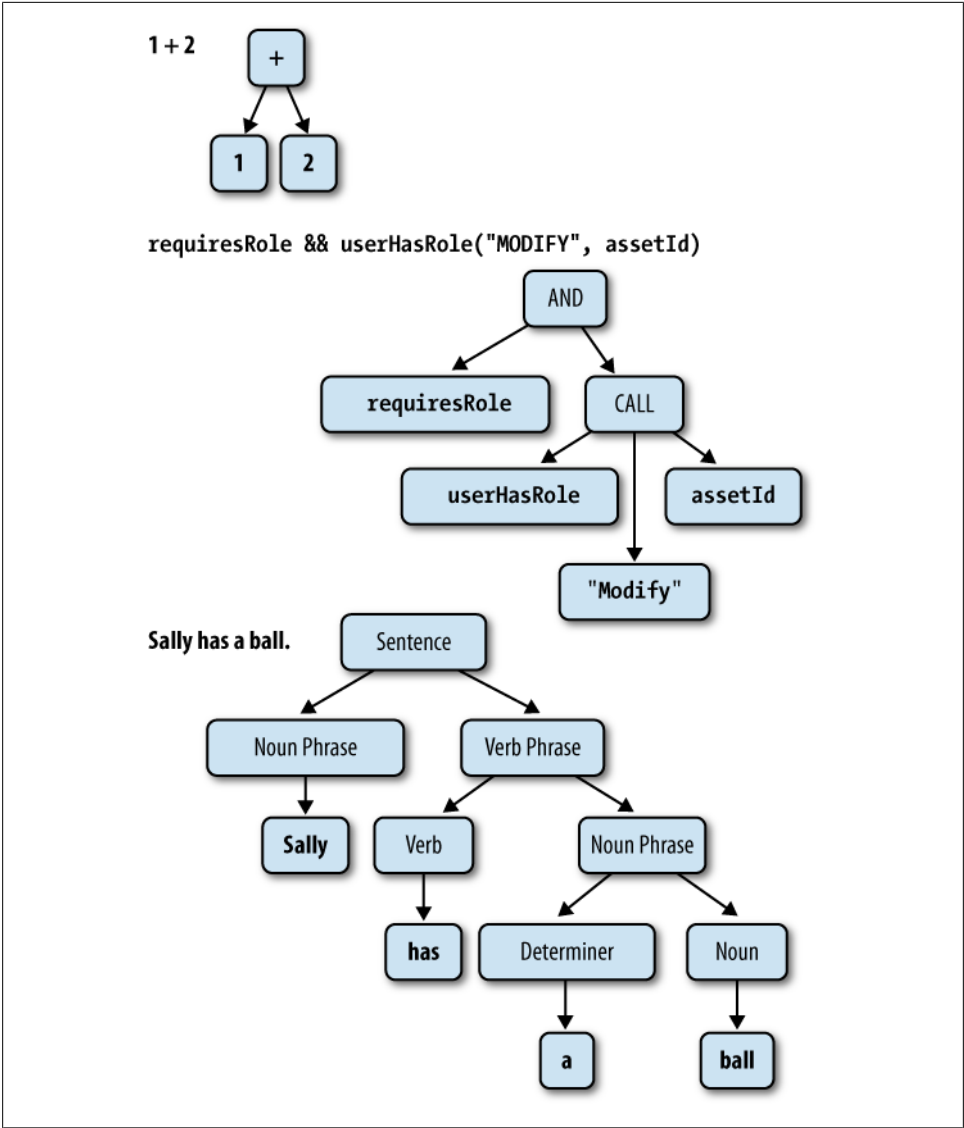 1 + 2
+
1 2
requiresRole && userHasRole("MODIFY", assetId)
AND
requiresRole CALL
userHasRole assetId
"Modify"
Sally has a ball.
Sentence
Noun Phrase Verb Phrase
Sally Verb Noun Phrase
has Determiner Noun
a ball